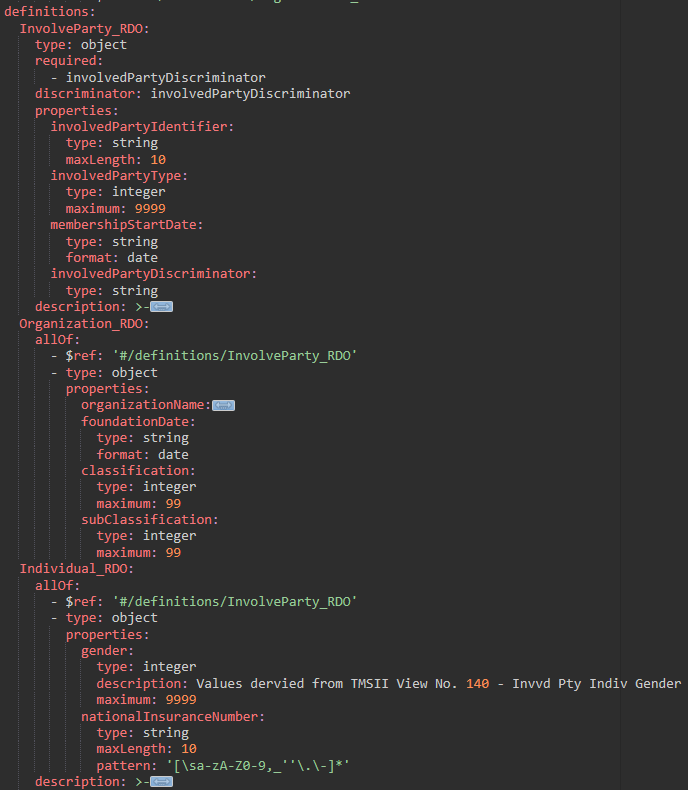 definitions:
  InvolveParty_RDO:
    type: object
    required:
      - involvedPartyDiscriminator
    discriminator: involvedPartyDiscriminator
    properties:
      involvedPartyIdentifier:
        type: string
        maxLength: 10
      involvedPartyType:
        type: integer
        maximum: 9999
      membershipStartDate:
        type: string
        format: date
      involvedPartyDiscriminator:
        type: string
    description: >-
  Organization_RDO:
    allOf:
      - $ref: '#/definitions/InvolveParty_RDO'
      - type: object
        properties:
          organizationName:
          foundationDate:
            type: string
            format: date
          classification:
            type: integer
            maximum: 99
          subClassification:
            type: integer
            maximum: 99
  Individual_RDO:
    allOf:
      - $ref: '#/definitions/InvolveParty_RDO'
      - type: object
        properties:
          gender:
            type: integer
            description: Values dervied from TMSII View No. 140 - Invvd Pty Indiv Gender
            maximum: 9999
          nationalInsuranceNumber:
            type: string
            maxLength: 10
            pattern: '[\sa-zA-Z0-9,_''\.\-]*'
    description: >-